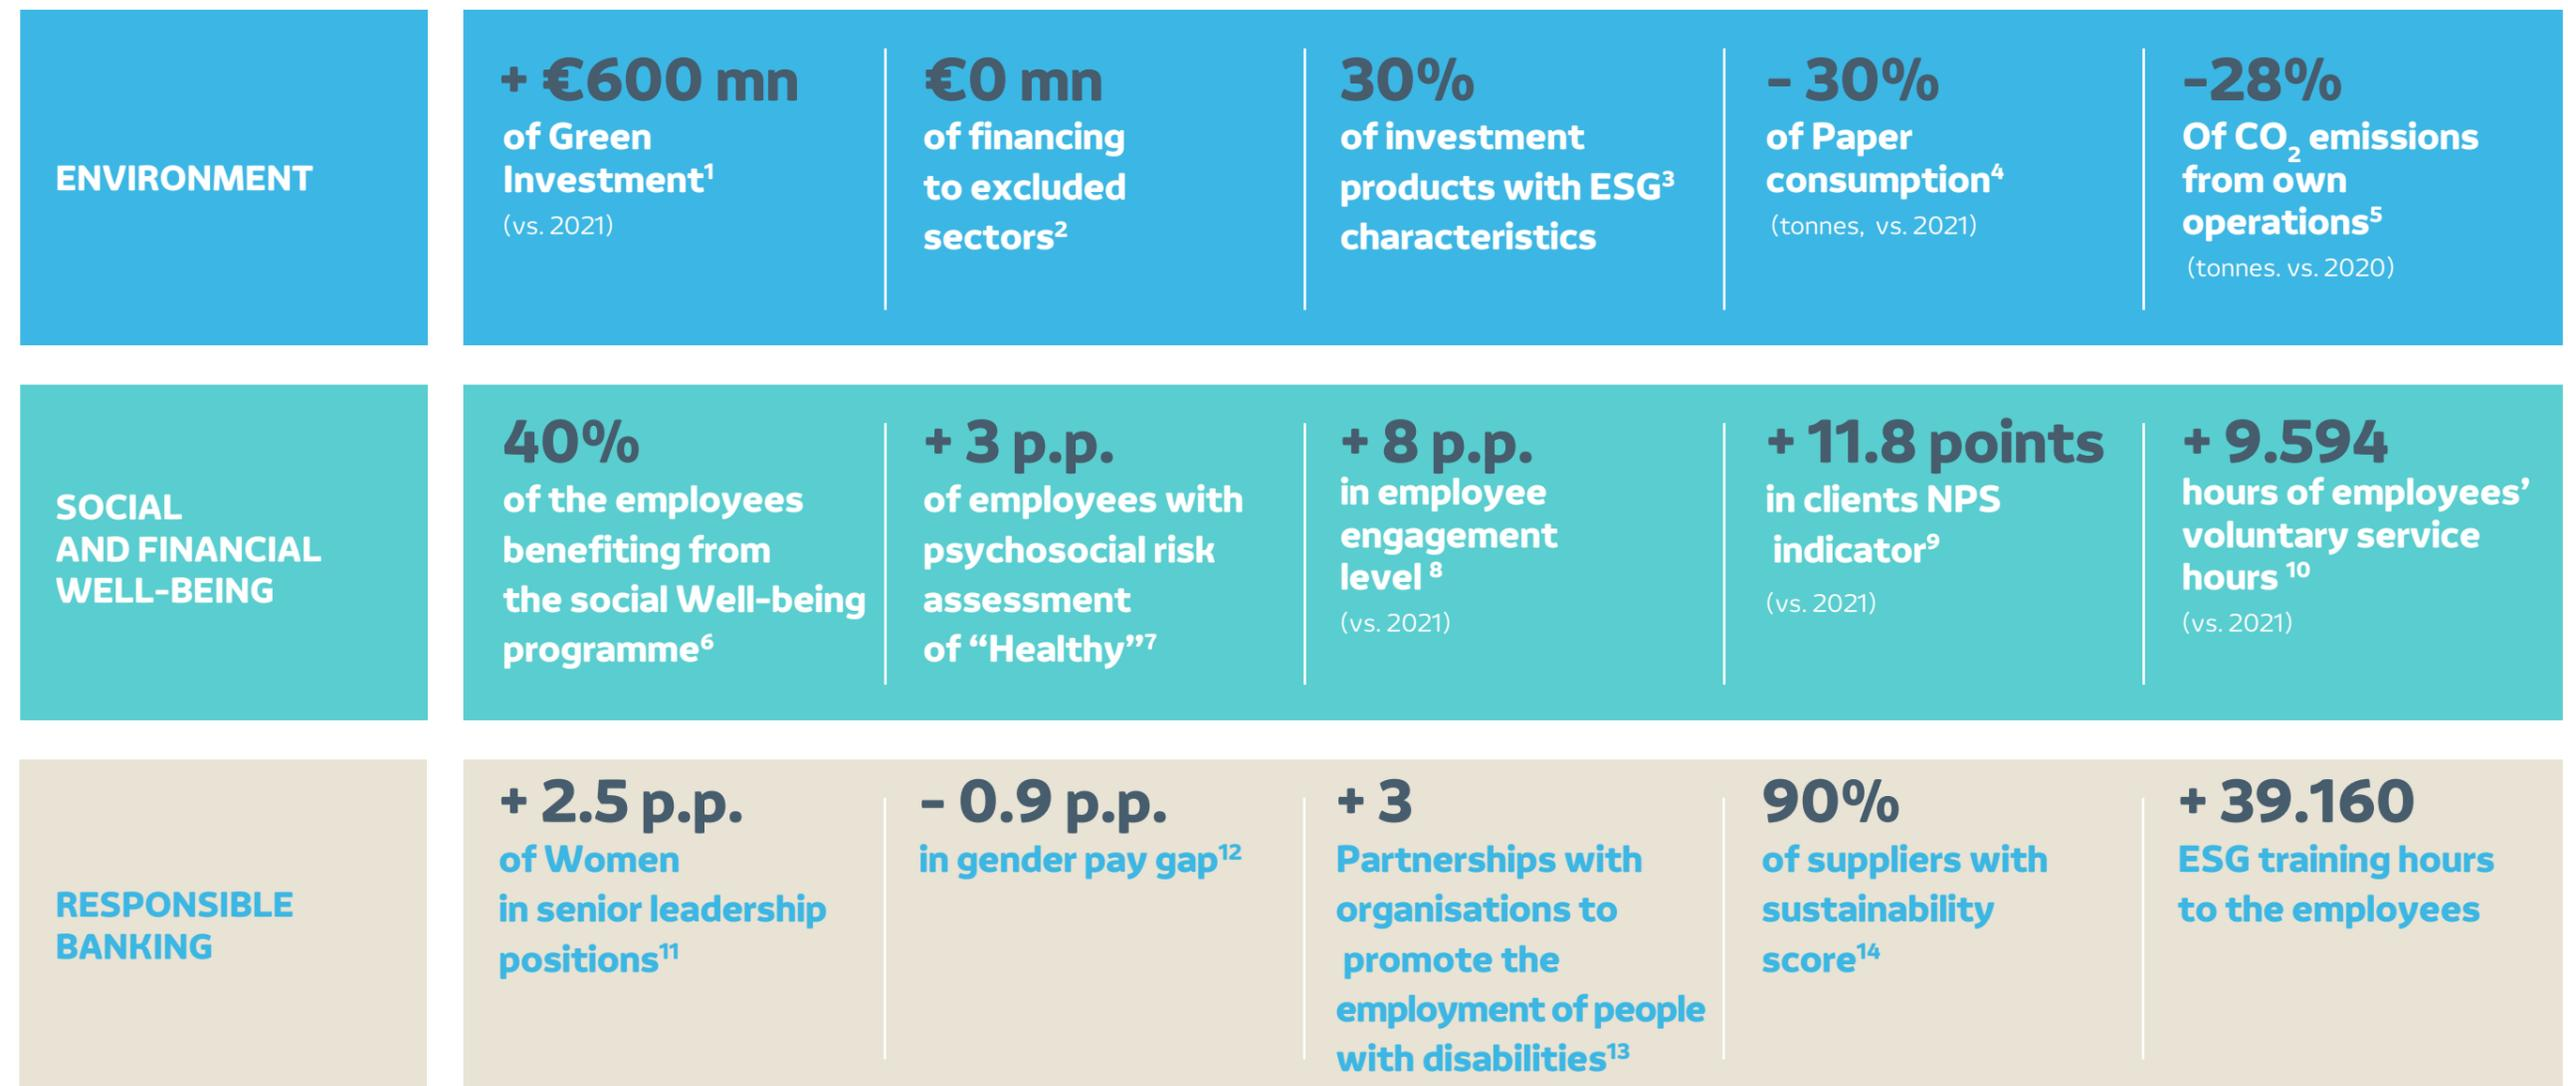 ENVIRONMENT
+ €600 mn
of Green
Investment¹
(vs. 2021)
€0 mn
of financing
to excluded
sectors²
30%
of investment
products with ESG³
characteristics
- 30%
of Paper
consumption⁴
(tonnes, vs. 2021)
-28%
Of CO₂ emissions
from own
operations⁵
(tonnes. vs. 2020)
SOCIAL
AND FINANCIAL
WELL-BEING
40%
of the employees
benefiting from
the social Well-being
programme⁶
+ 3 p.p.
of employees with
psychosocial risk
assessment
of “Healthy”⁷
+ 8 p.p.
in employee
engagement
level ⁸
(vs. 2021)
+ 11.8 points
in clients NPS
indicator⁹
(vs. 2021)
+ 9.594
hours of employees’
voluntary service
hours ¹⁰
(vs. 2021)
RESPONSIBLE
BANKING
+ 2.5 p.p.
of Women
in senior leadership
positions¹¹
- 0.9 p.p.
in gender pay gap¹²
+ 3
Partnerships with
organisations to
promote the
employment of people
with disabilities¹³
90%
of suppliers with
sustainability
score¹⁴
+ 39.160
ESG training hours
to the employees